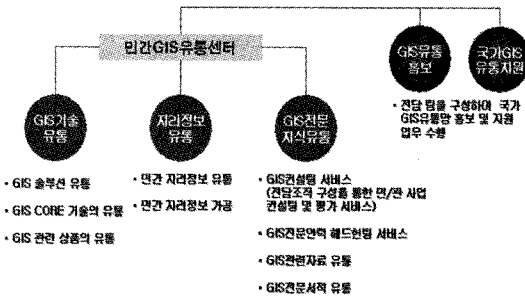 민간GIS유통센터
GIS유통
홍보
국가GIS
유통지원
GIS기술
유통
지리정보
유통
GIS전문
지식유통
• 전담 팀을 구성하여 국가
GIS유통망 홍보 및 지원
업무 수행
• GIS 솔루션 유통
• GIS CORE 기술의 유통
• GIS 관련 상품의 유통
• 민간 지리정보 유통
• 민간 지리정보 가공
• GIS컨설팅 서비스
(전담조직 구성을 통한 민/관 사업
컨설팅 및 평가 서비스)
• GIS전문인력 헤드헌팅 서비스
• GIS관련자료 유통
• GIS전문서적 유통